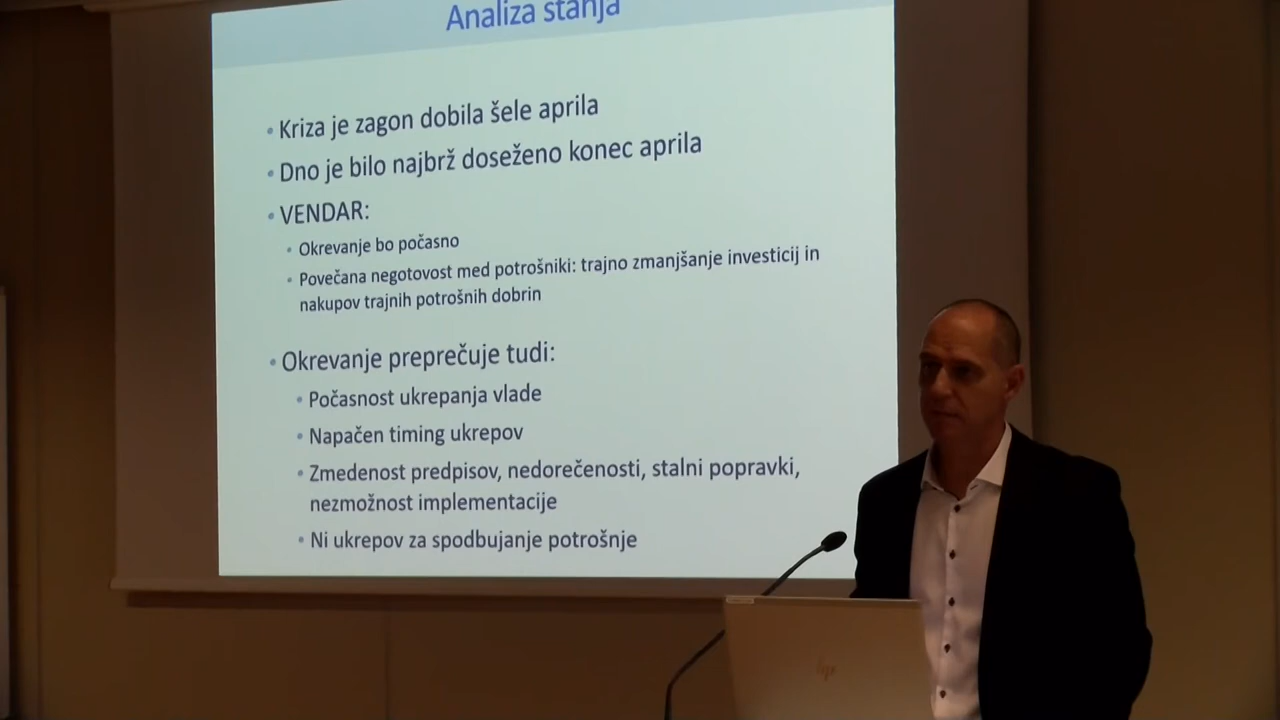 Analiza stanja
• Kriza je zagon dobila šele aprila
• Dno je bilo najbrž doseženo konec aprila
• VENDAR:
• Okrevanje bo počasno
• Povečana negotovost med potrošniki: trajno zmanjšanje investicij in
nakupov trajnih potrošnih dobrin
• Okrevanje preprečuje tudi:
• Počasnost ukrepanja vlade
• Napačen timing ukrepov
• Zmedenost predpisov, nedorečenosti, stalni popravki,
nezmožnost implementacije
• Ni ukrepov za spodbujanje potrošnje
hp